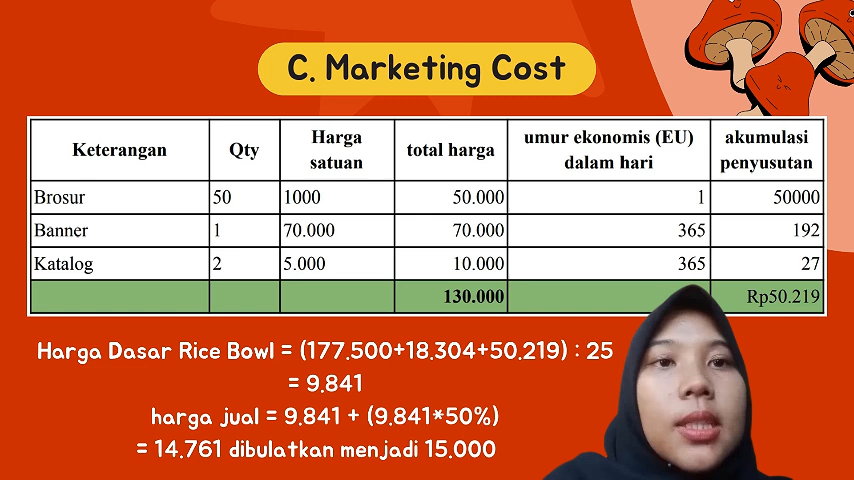 C. Marketing Cost
Keterangan Qty Harga satuan total harga umur ekonomis (EU) dalam hari akumulasi penyusutan
Brosur 50 1000 50.000 1 50000
Banner 1 70.000 70.000 365 192
Katalog 2 5.000 10.000 365 27
130.000 Rp50.219
Harga Dasar Rice Bowl = (177.500+18.304+50.219) : 25
= 9.841
harga jual = 9.841 + (9.841*50%)
= 14.761 dibulatkan menjadi 15.000